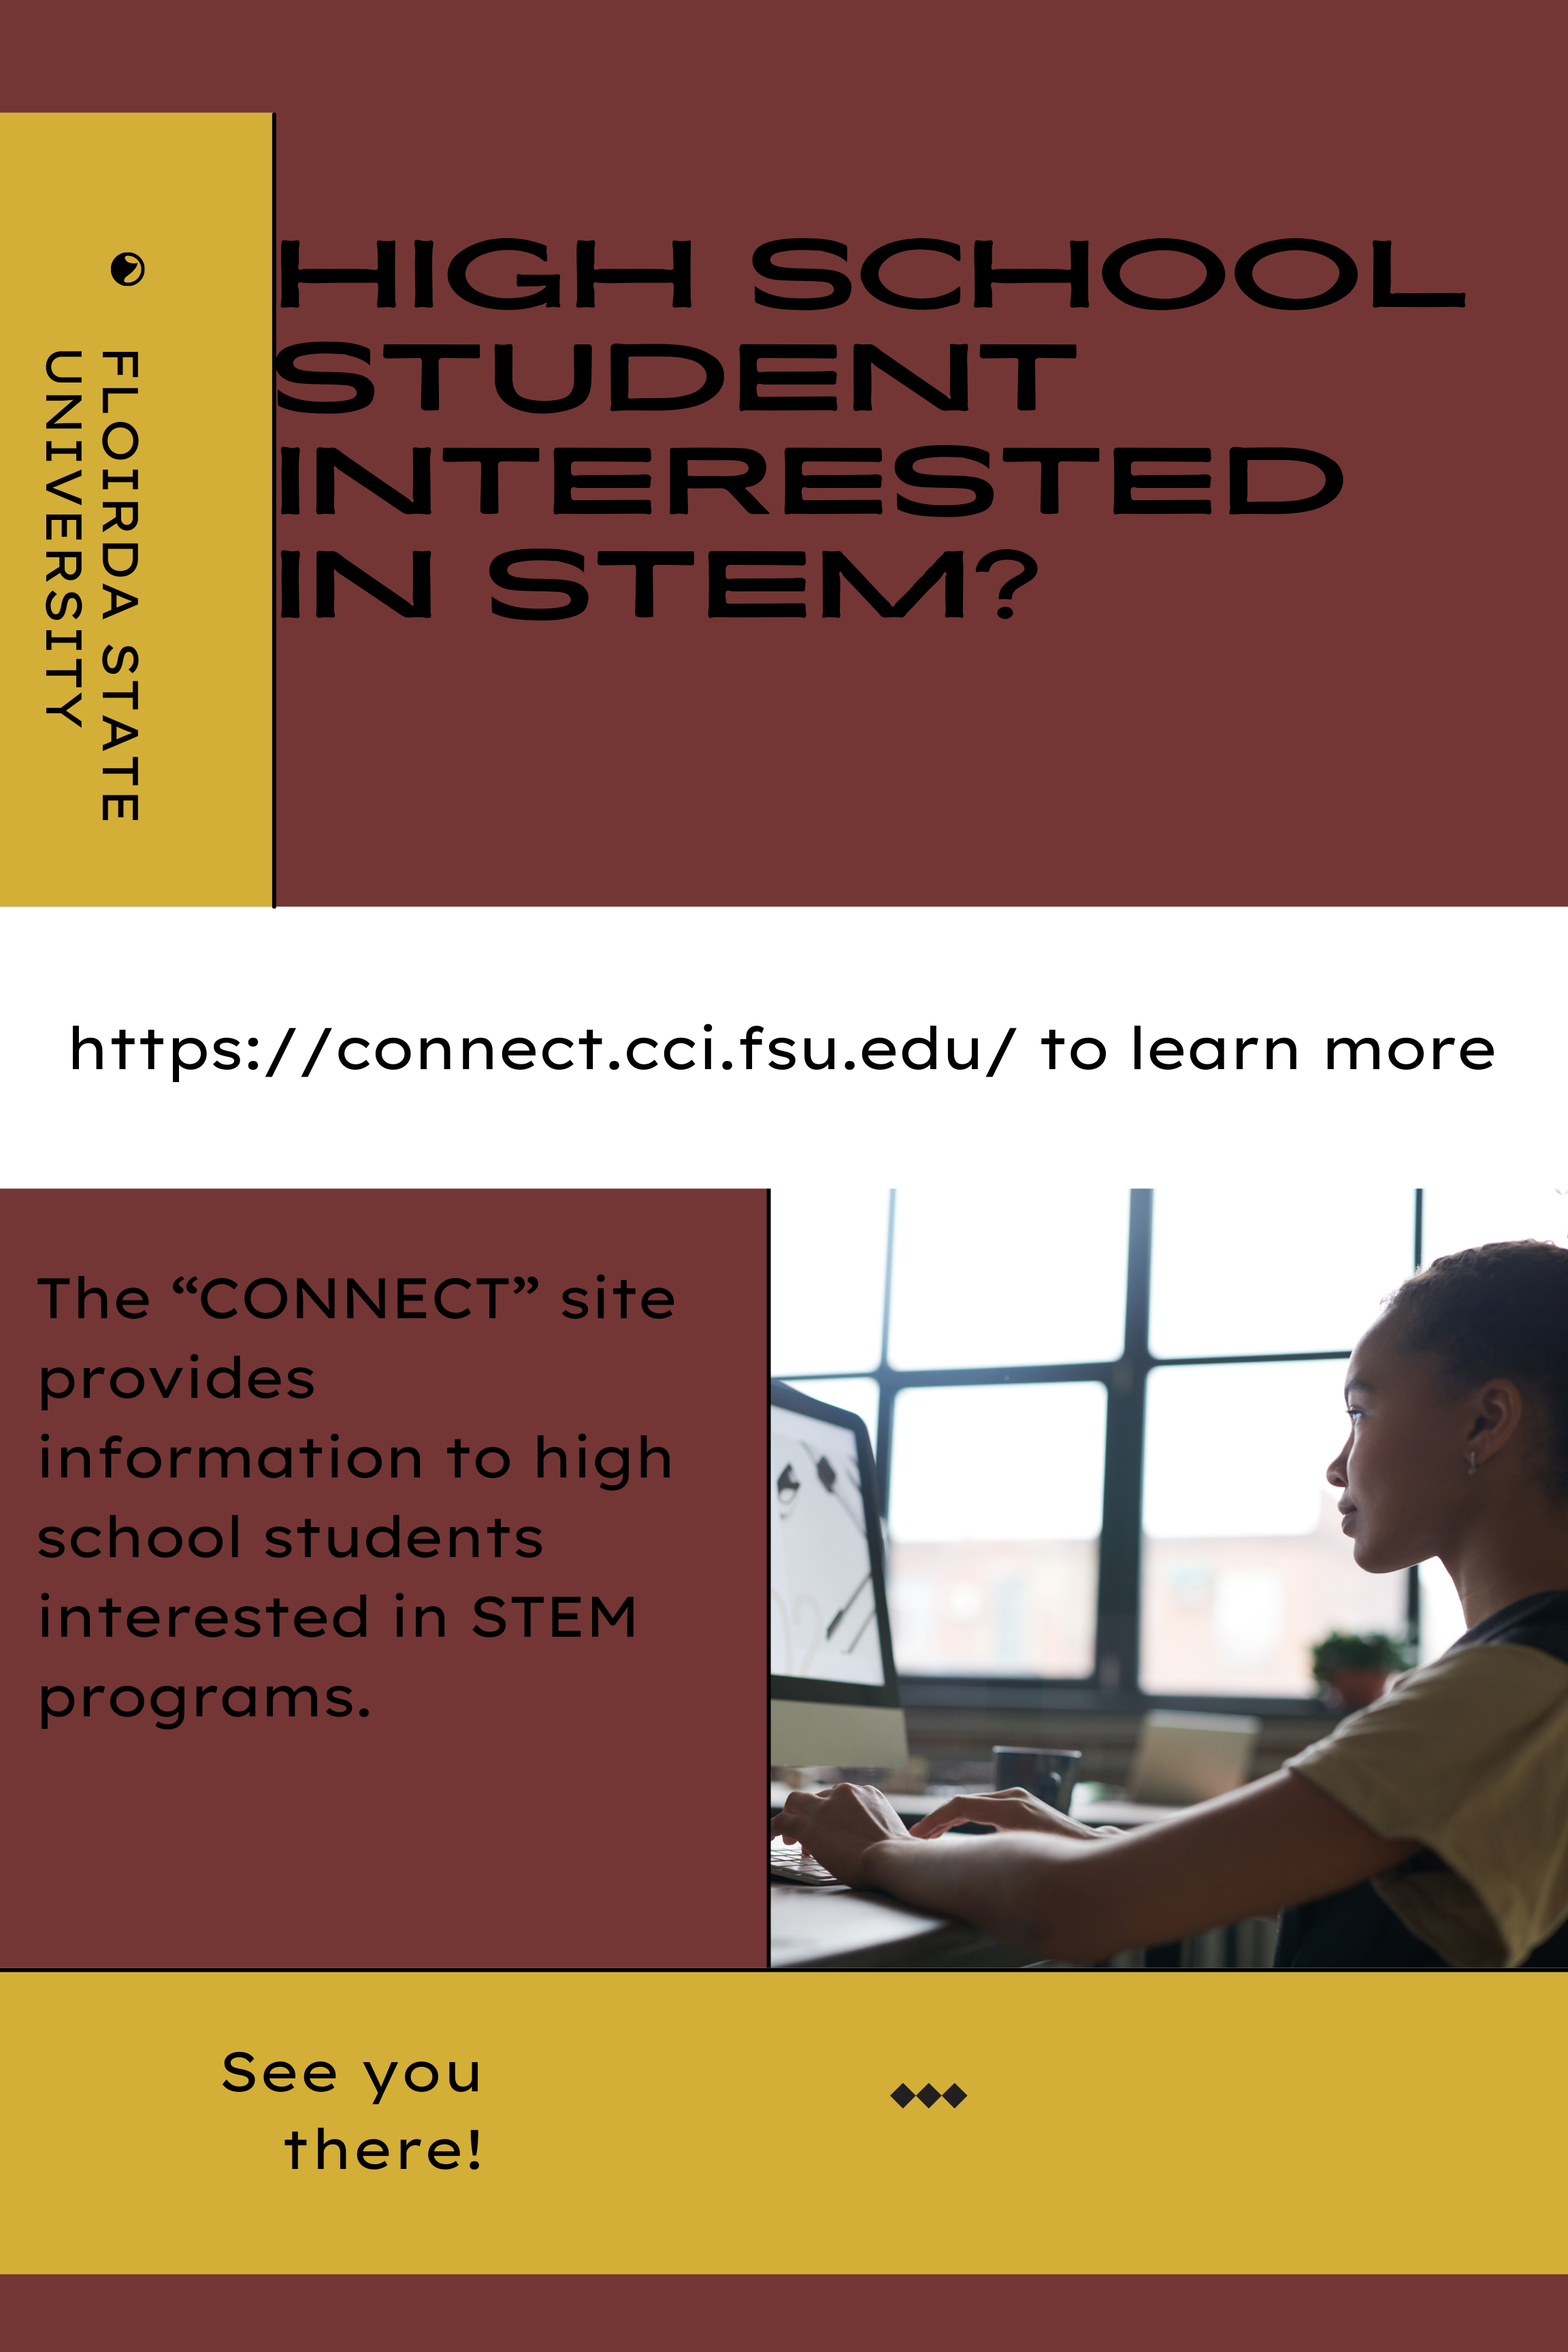 FLOIRDA STATE
UNIVERSITY
HIGH SCHOOL
STUDENT
INTERESTED
IN STEM?
https://connect.cci.fsu.edu/ to learn more
The “CONNECT” site
provides
information to high
school students
interested in STEM
programs.
See you
there!